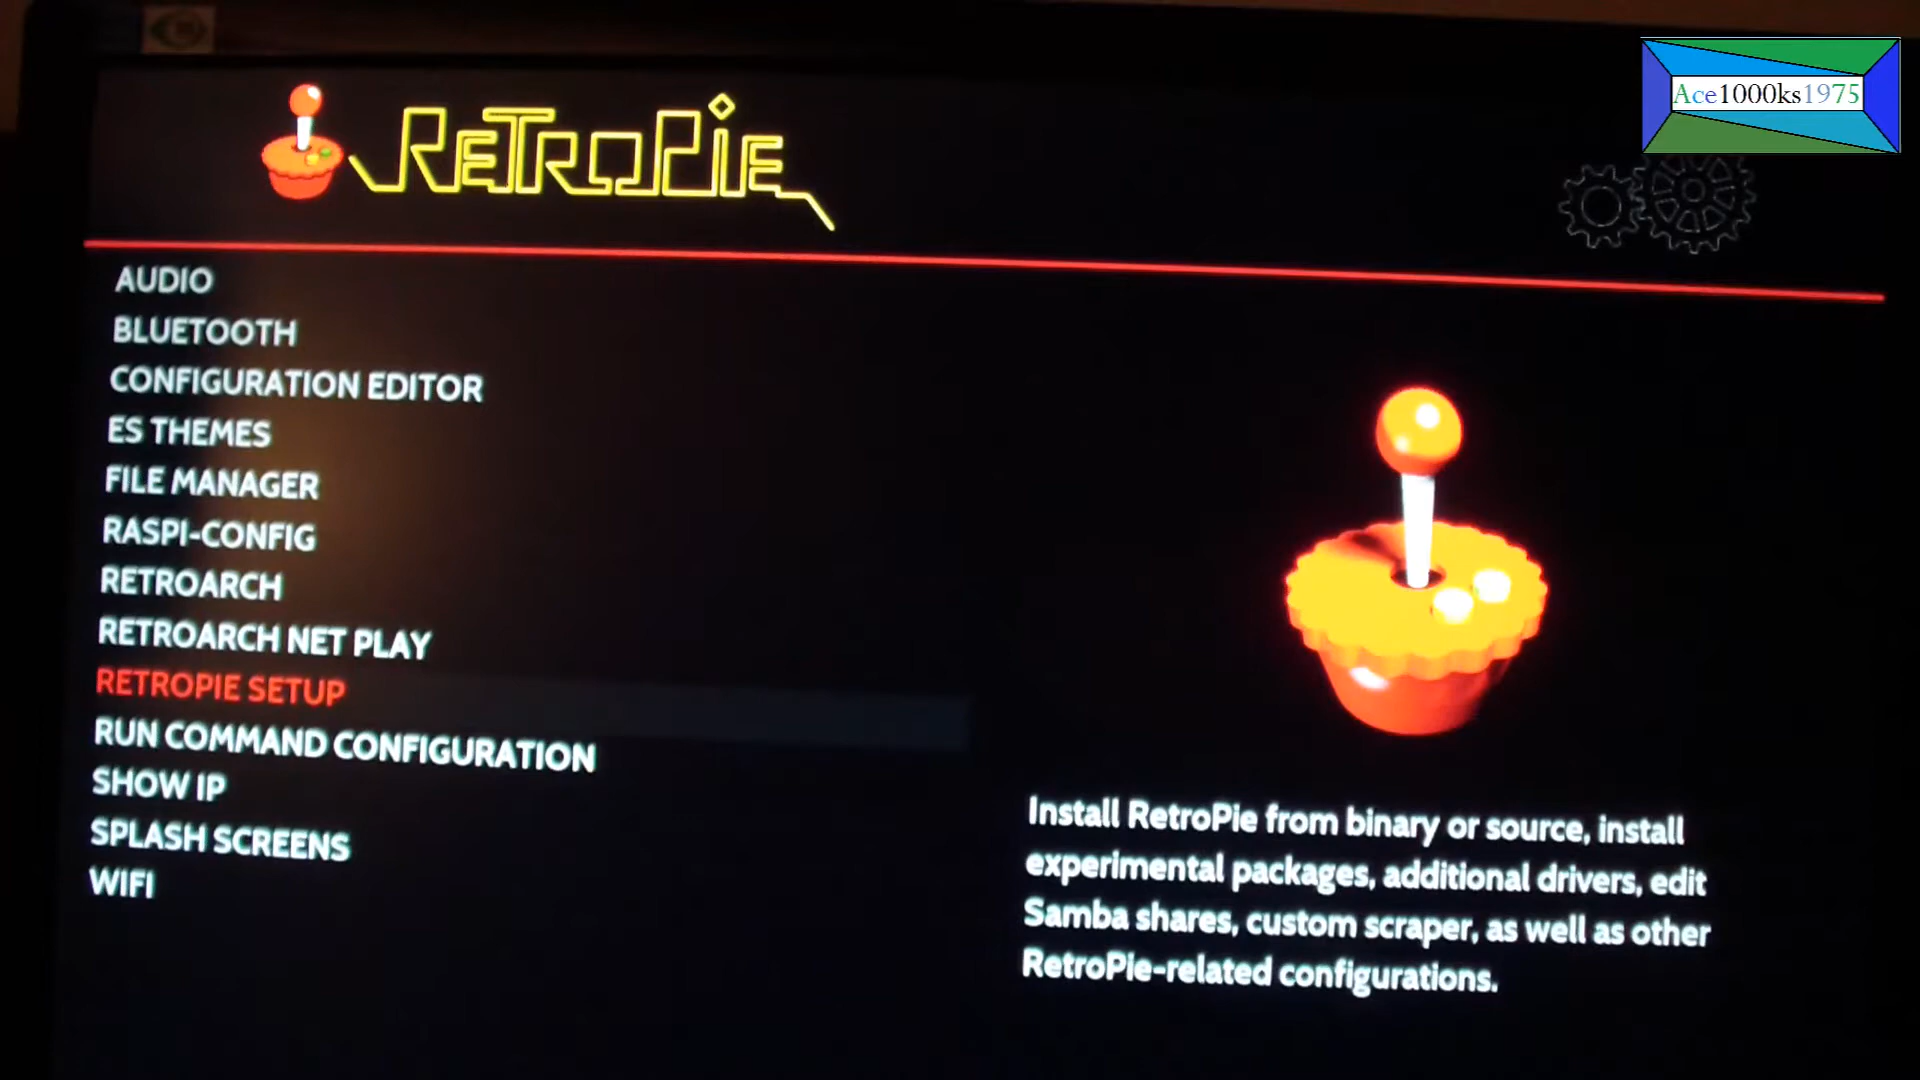 RETROPIE
Ace1000ks1975
AUDIO
BLUETOOTH
CONFIGURATION EDITOR
ES THEMES
FILE MANAGER
RASPI-CONFIG
RETROARCH
RETROARCH NET PLAY
RETROPIE SETUP
RUN COMMAND CONFIGURATION
SHOW IP
SPLASH SCREENS
WIFI
Install RetroPie from binary or source, install
experimental packages, additional drivers, edit
Samba shares, custom scraper, as well as other
RetroPie-related configurations.